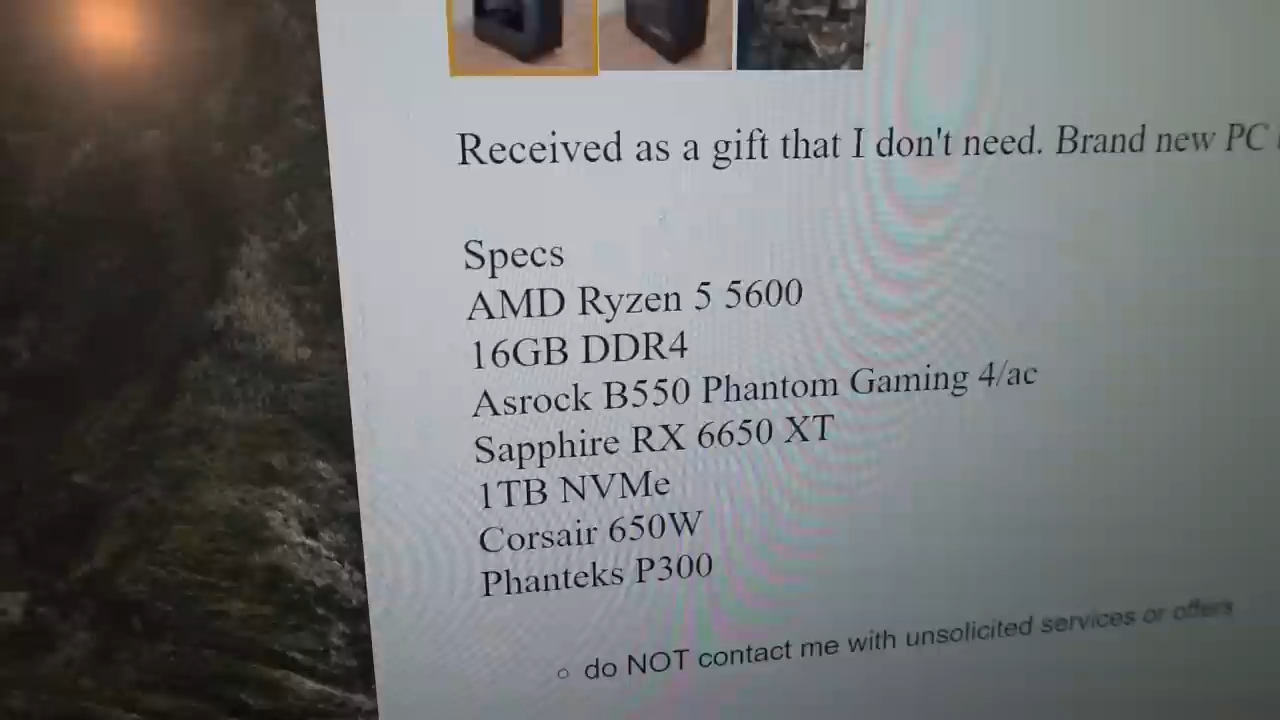 Received as a gift that I don't need. Brand new PC
Specs
AMD Ryzen 5 5600
16GB DDR4
Asrock B550 Phantom Gaming 4/ac
Sapphire RX 6650 XT
1TB NVMe
Corsair 650W
Phanteks P300
do NOT contact me with unsolicited services or offers